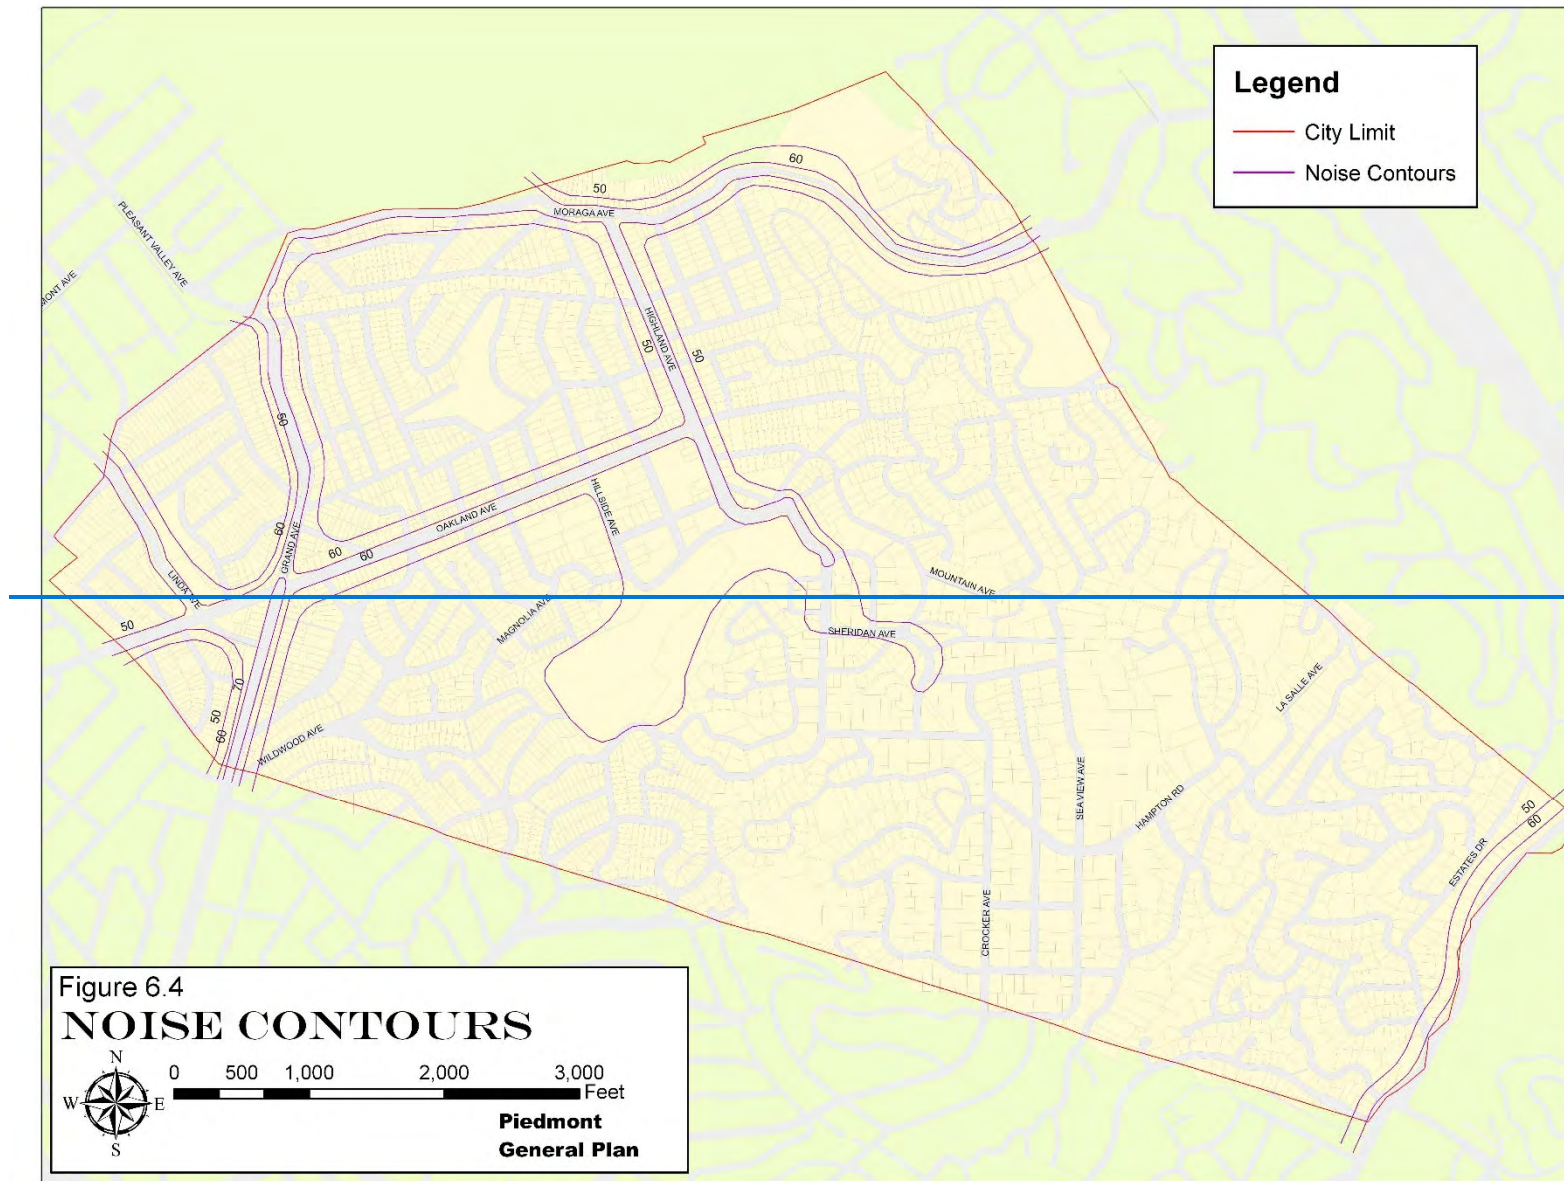 Legend
City Limit
Noise Contours
60
50
MORAGA AVE
PLEASANT VALLEY AVE
MONT AVE
HIGHLAND AVE
50
50
50
HILLSIDE AVE
OAKLAND AVE
60
GRAND AVE
60
60
LINDA AVE
MAGNOLIA AVE
MOUNTAIN AVE
50
SHERIDAN AVE
70
50
60
WILDWOOD AVE
LA SALLE AVE
SEA VIEW AVE
HAMPTON RD
50
60
ESTATES DR
CROCKER AVE
Figure 6.4
NOISE CONTOURS
N
W E
S
0 500 1,000 2,000 3,000
Feet
Piedmont
General Plan